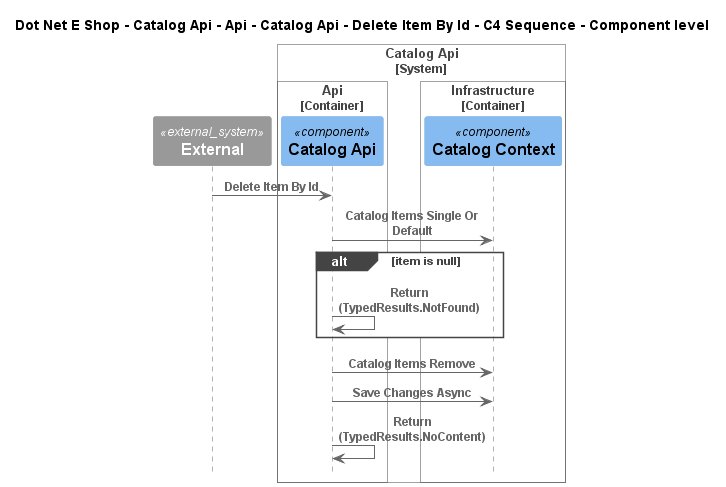 Dot Net E Shop - Catalog Api - Api - Catalog Api - Delete Item By Id - C4 Sequence - Component level
Catalog Api
[System]
Api
[Container]
Infrastructure
[Container]
«external_system»
External
«component»
Catalog Api
«component»
Catalog Context
Delete Item By Id
Catalog Items Single Or
Default
alt
[item is null]
Return
(TypedResults.NotFound)
Catalog Items Remove
Save Changes Async
Return
(TypedResults.NoContent)